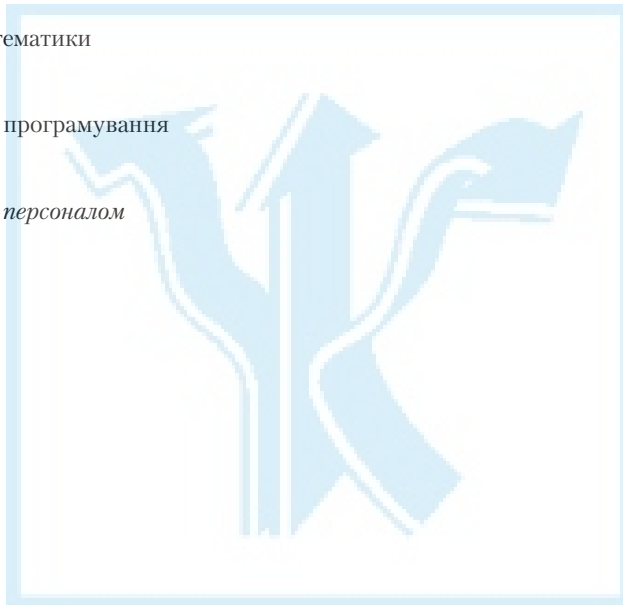 тематики
програмування
персоналом